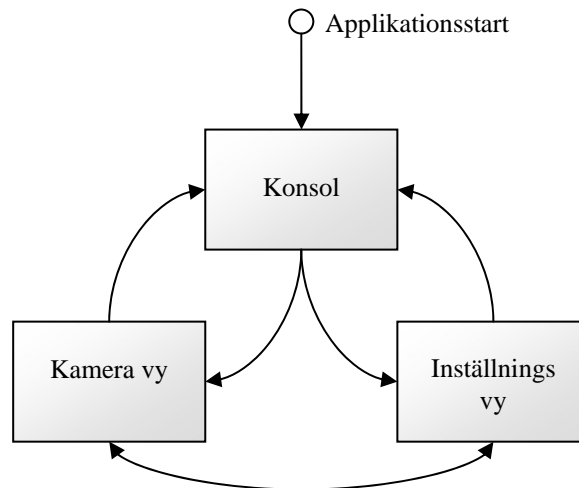 Applikationsstart
Konsol
Kamera vy
Inställnings
vy